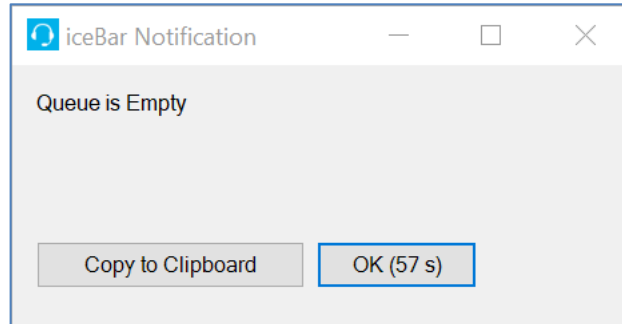 iceBar Notification
Queue is Empty
Copy to Clipboard
OK (57 s)